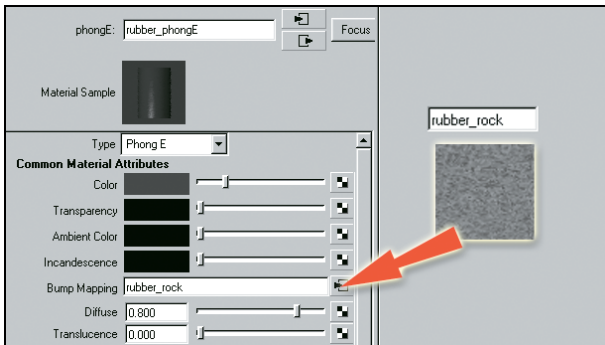 phongE: rubber_phongE
Focus
Material Sample
Type Phong E
Common Material Attributes
Color
Transparency
Ambient Color
Incandescence
Bump Mapping rubber_rock
Diffuse 0.800
Translucence 0.000
rubber_rock